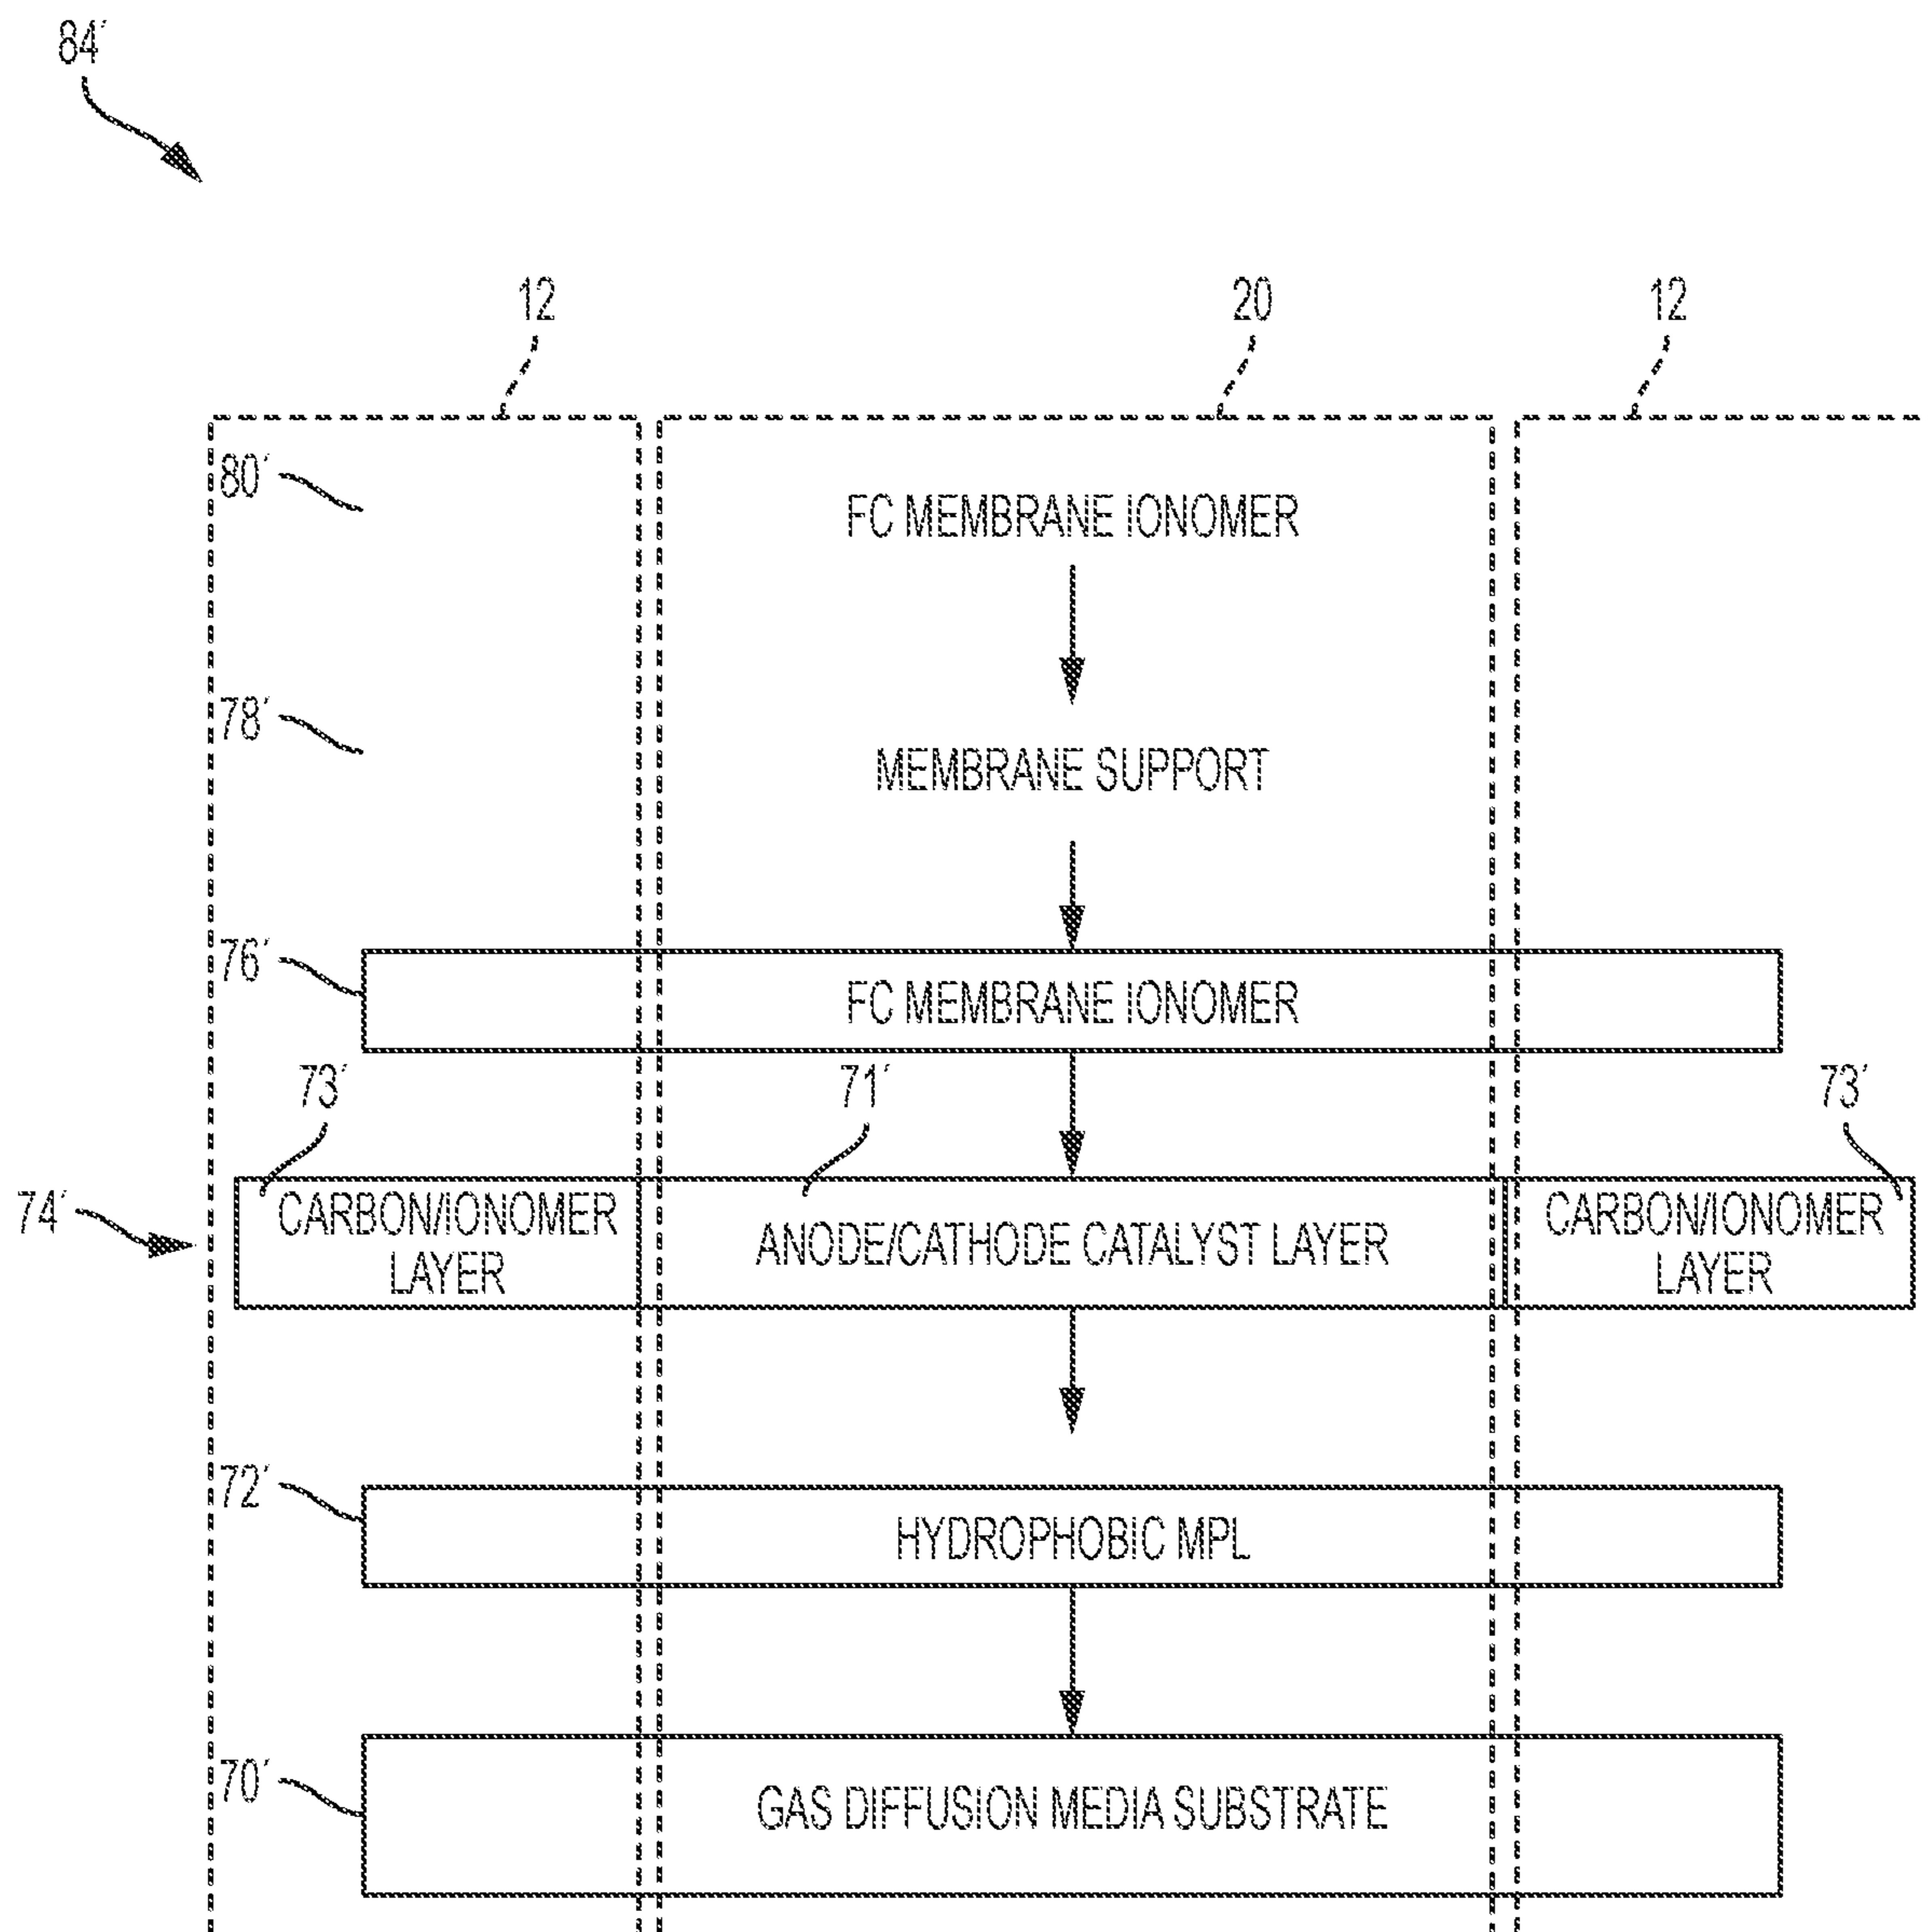 84′
12
20
12
80′
FC MEMBRANE IONOMER
78′
MEMBRANE SUPPORT
76′
FC MEMBRANE IONOMER
73′
71′
73′
74′
CARBON/IONOMER
LAYER
ANODE/CATHODE CATALYST LAYER
CARBON/IONOMER
LAYER
72′
HYDROPHOBIC MPL
70′
GAS DIFFUSION MEDIA SUBSTRATE